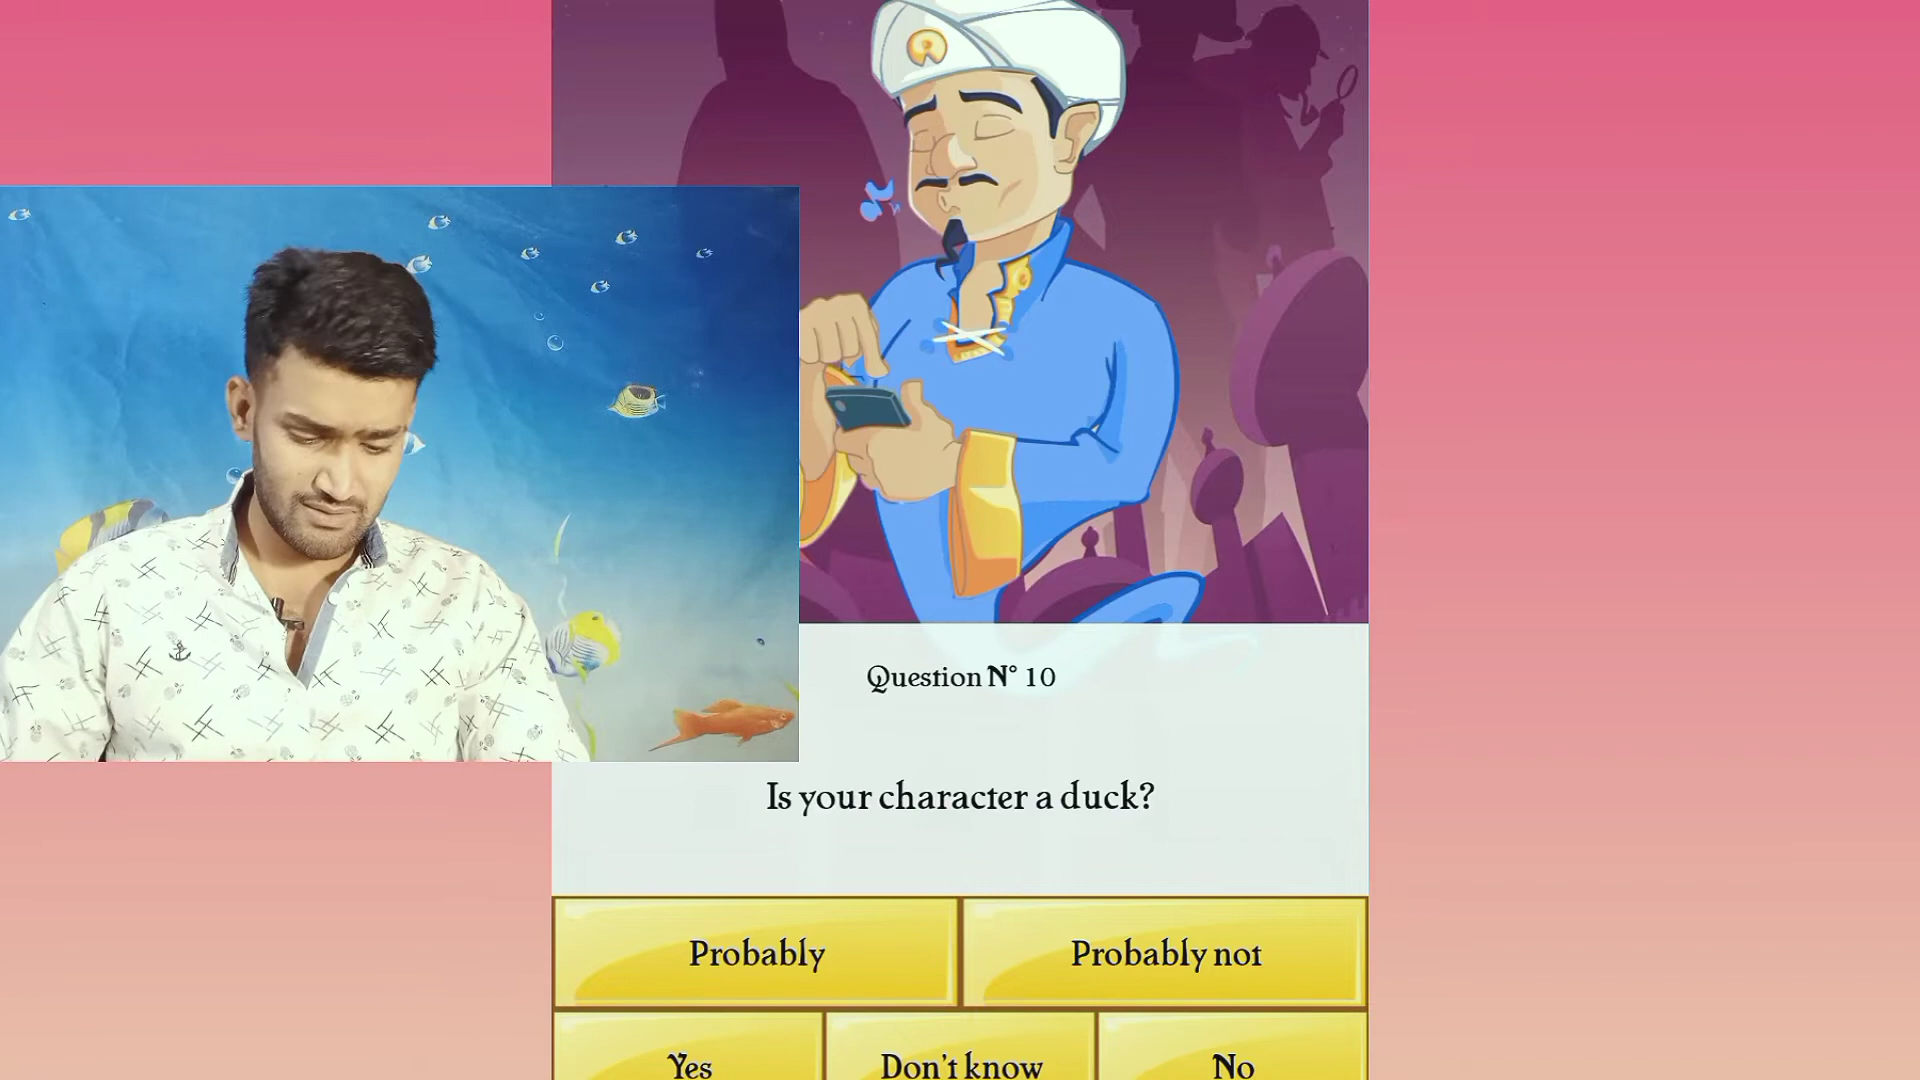 Question N° 10
Is your character a duck?
Probably
Probably not
Yes
Don't know
No